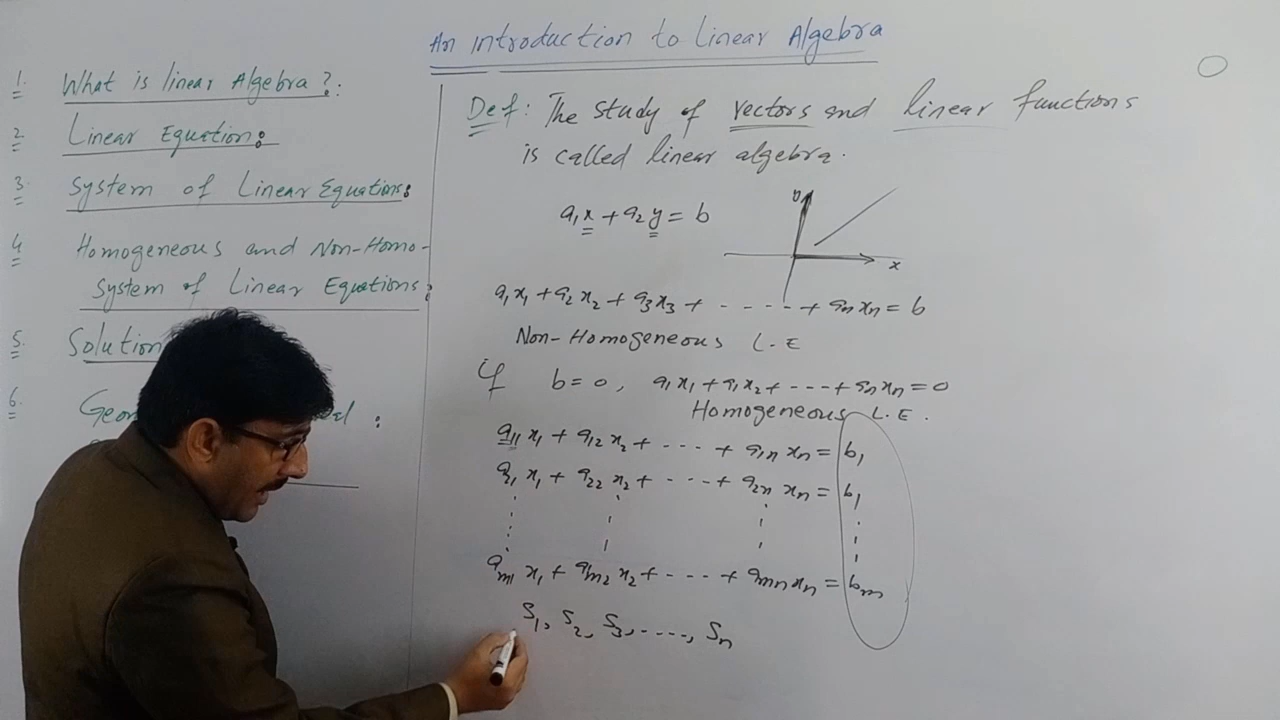 An introduction to Linear Algebra
1. What is linear Algebra?:
2 Linear Equation:
3. System of Linear Equations:
4 Homogeneous and Non-Homo-
System of Linear Equations:
5. Solution
6. Geom
Def: The study of vectors and linear functions
is called linear algebra.
a₁x + a₂y = b
x
a₁x₁ + a₂x₂ + a₃x₃ + - - - - - + aₙxₙ = b
Non-Homogeneous L.E
If b = 0, a₁x₁ + a₁x₂ + - - - + aₙxₙ = 0
Homogeneous L.E.
a₁₁x₁ + a₁₂x₂ + - - - + a₁ₙxₙ = b₁
a₂₁x₁ + a₂₂x₂ + - - - + a₂ₙxₙ = b₁
aₘ₁x₁ + aₘ₂x₂ + - - - + aₘₙxₙ = bₘ
S₁, S₂, S₃, - - - -, Sₙ